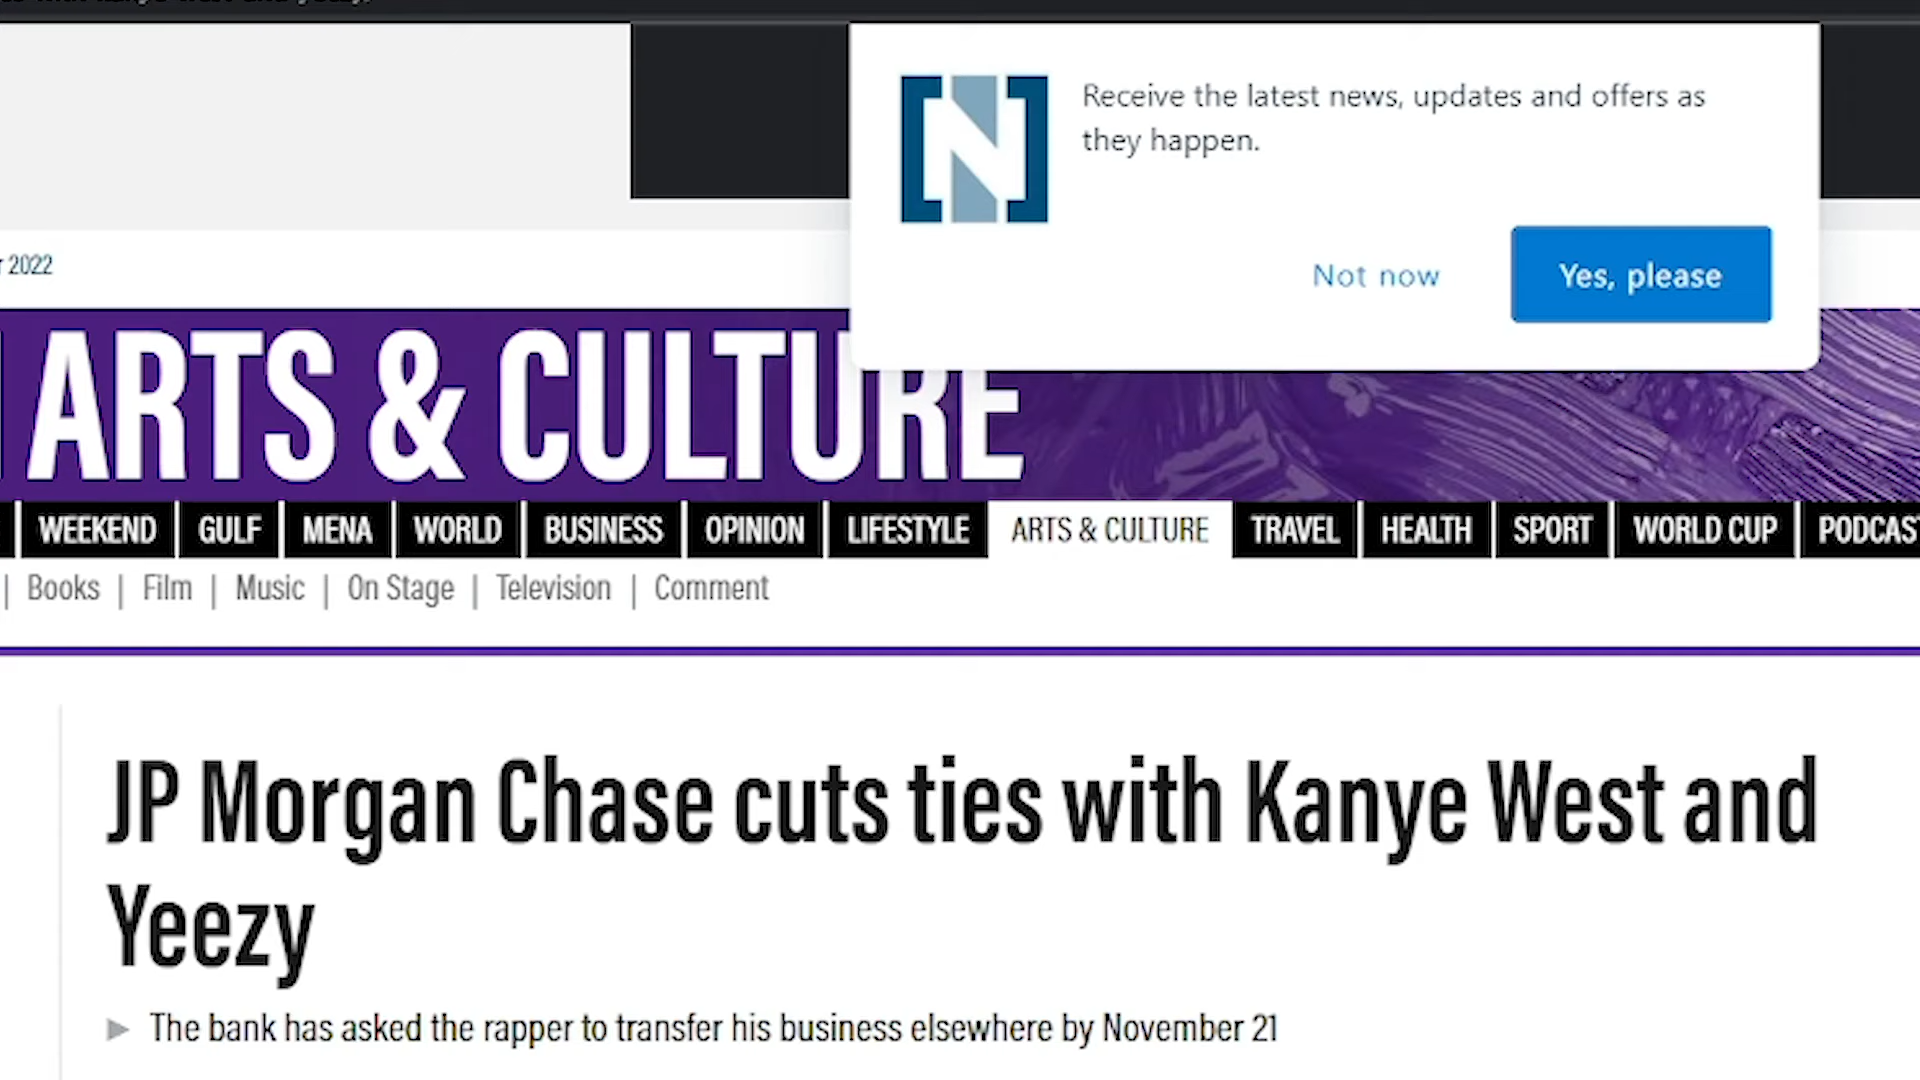 Receive the latest news, updates and offers as
they happen.
Not now
Yes, please
2022
ARTS & CULTURE
WEEKEND GULF MENA WORLD BUSINESS OPINION LIFESTYLE ARTS & CULTURE TRAVEL HEALTH SPORT WORLD CUP PODCAS
| Books | Film | Music | On Stage | Television | Comment
JP Morgan Chase cuts ties with Kanye West and
Yeezy
The bank has asked the rapper to transfer his business elsewhere by November 21